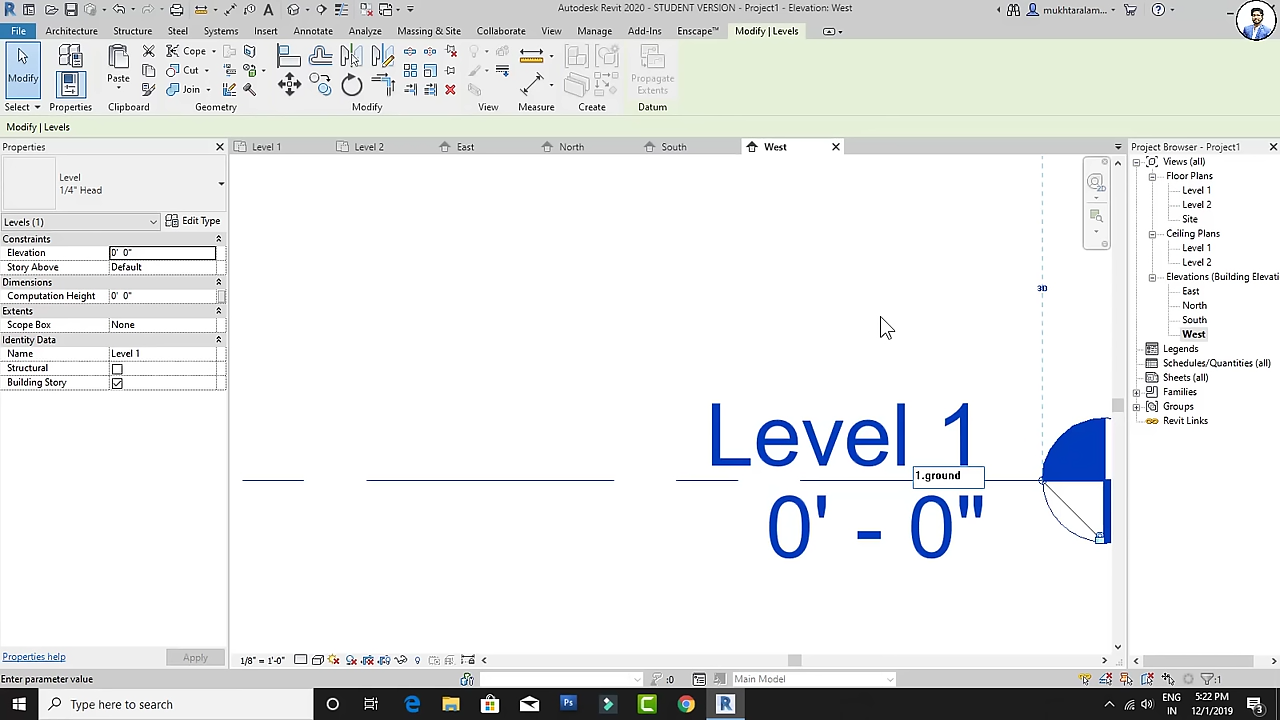 Autodesk Revit 2020 - STUDENT VERSION - Project1 - Elevation: West
mukhtaralam...
File Architecture Structure Steel Systems Insert Annotate Analyze Massing & Site Collaborate View Manage Add-Ins Enscape™ Modify | Levels
Modify Paste Cope Cut Join Propagate Extents
Select Properties Clipboard Geometry Modify View Measure Create Datum
Modify | Levels
Properties
Level 1 Level 2 East North South West
Project Browser - Project1
Level
1/4" Head
Levels (1) Edit Type
Constraints
Elevation 0' 0"
Story Above Default
Dimensions
Computation Height 0' 0"
Extents
Scope Box None
Identity Data
Name Level 1
Structural
Building Story
Properties help Apply
2D
3D
Level 1
1.ground
0' - 0"
Views (all)
Floor Plans
Level 1
Level 2
Site
Ceiling Plans
Level 1
Level 2
Elevations (Building Elevati
East
North
South
West
Legends
Schedules/Quantities (all)
Sheets (all)
Families
Groups
Revit Links
1/8" = 1'-0"
Enter parameter value
:0
Main Model
:1
Type here to search
ENG
IN
5:22 PM
12/1/2019
3